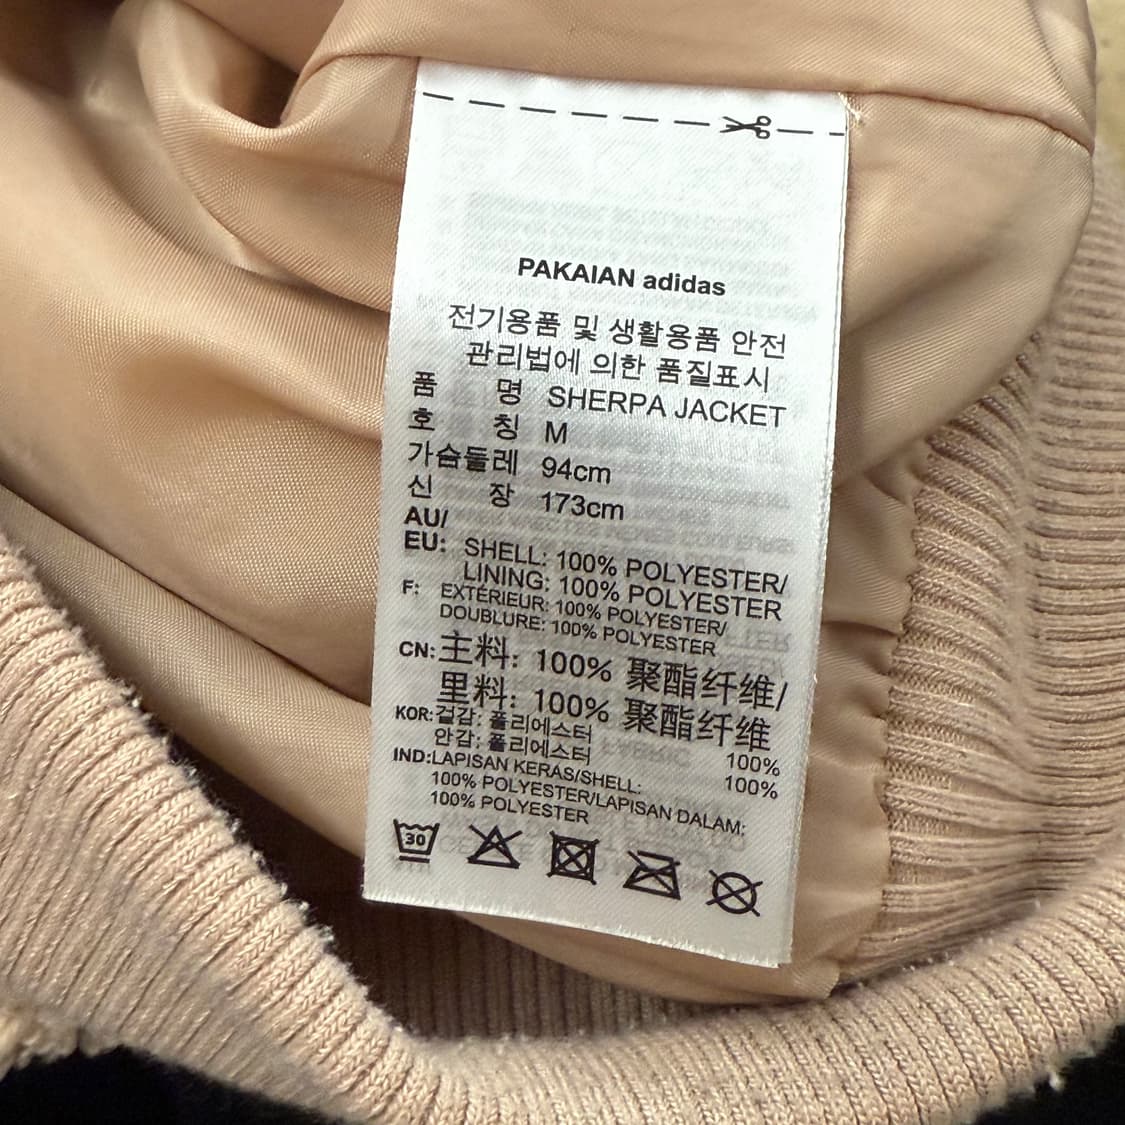 PAKAIAN adidas
전기용품 및 생활용품 안전
관리법에 의한 품질표시
품 명 SHERPA JACKET
호 칭 M
가슴둘레 94cm
신 장 173cm
AU/
EU: SHELL: 100% POLYESTER/
LINING: 100% POLYESTER
F: EXTÉRIEUR: 100% POLYESTER/
DOUBLURE: 100% POLYESTER
CN: 主料: 100% 聚酯纤维/
里料: 100% 聚酯纤维
KOR: 겉감: 폴리에스터 100%
안감: 폴리에스터 100%
IND: LAPISAN KERAS/SHELL:
100% POLYESTER/LAPISAN DALAM:
100% POLYESTER
30